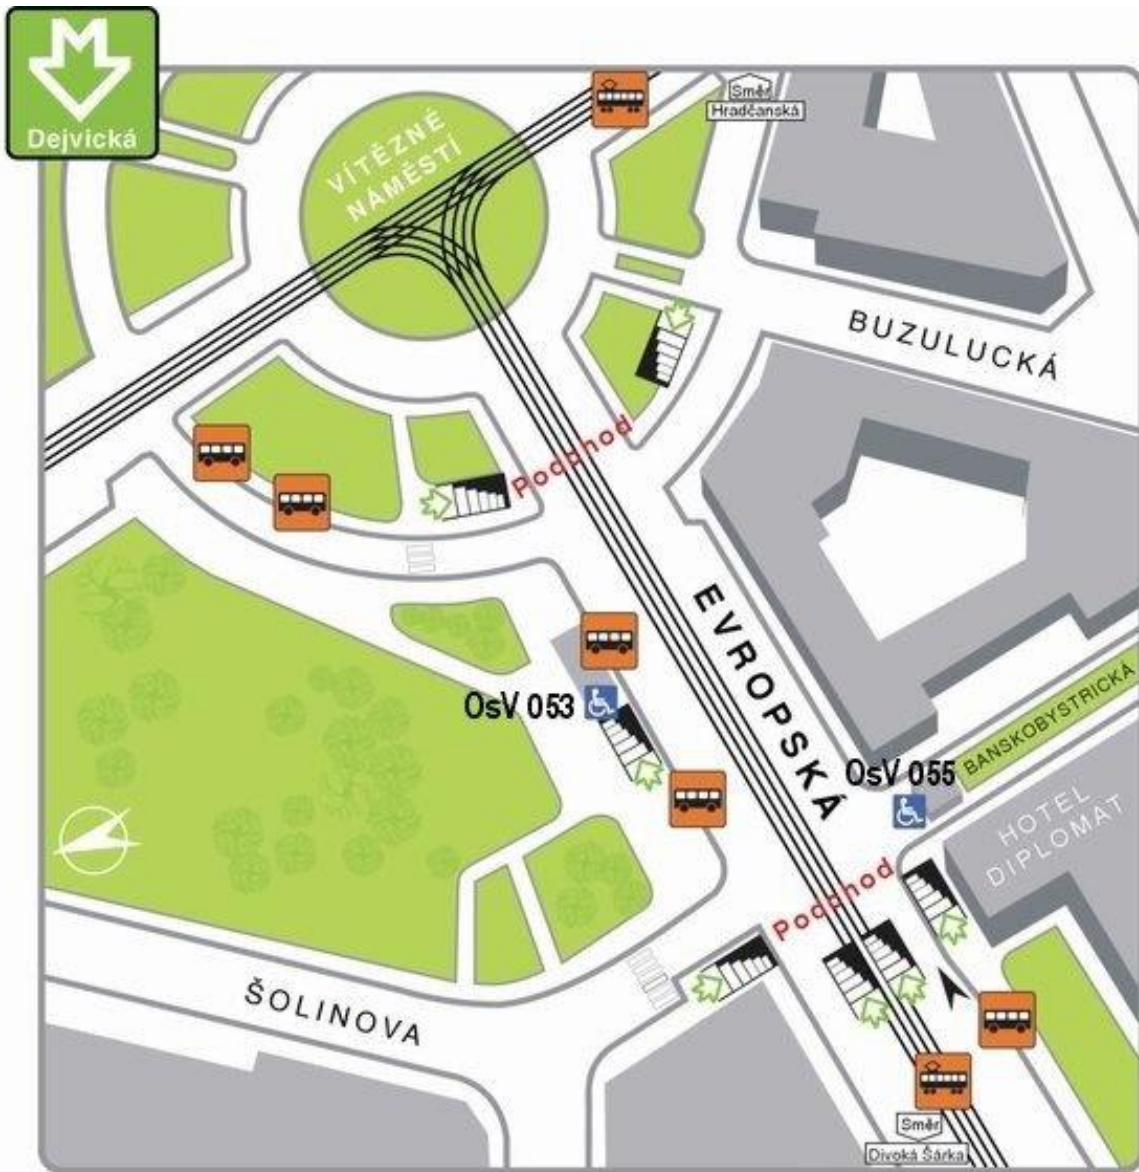 M
Dejvická
Směr
Hradčanská
VÍTĚZNÉ
NÁMĚSTÍ
BUZULUCKÁ
Podchod
EVROPSKÁ
OsV 053
BANSKOBYSTRICKÁ
OsV 055
HOTEL
DIPLOMAT
Podchod
ŠOLINOVA
Směr
Divoká Šárka